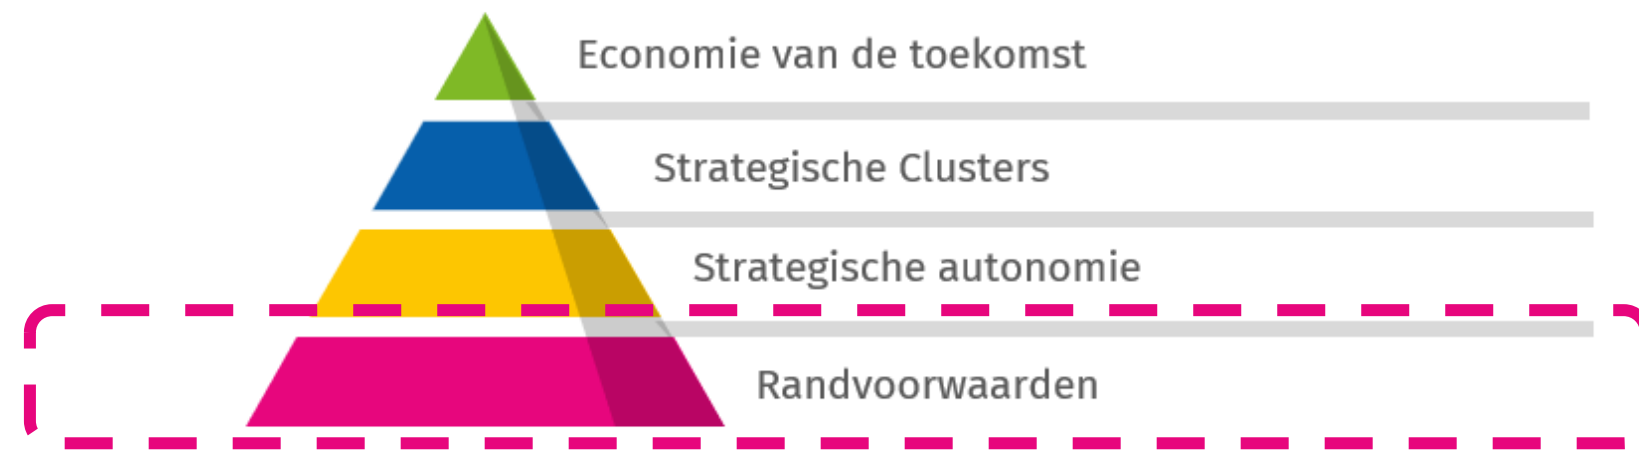 Economie van de toekomst
Strategische Clusters
Strategische autonomie
Randvoorwaarden